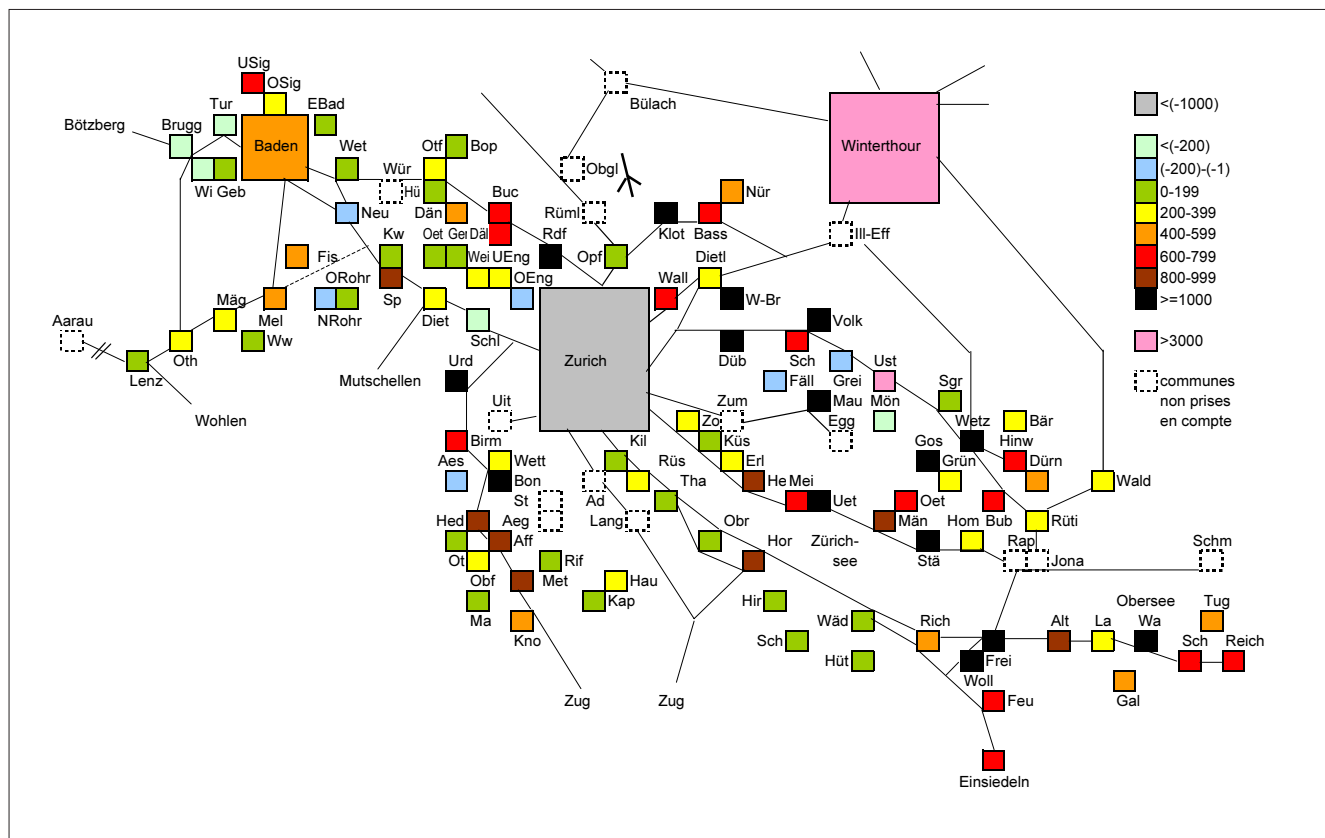 USig
OSig
Tur
EBad
Bülach
<(-1000)
Bötzberg
Brugg
Baden
Otf
Bop
Winterthour
<(-200)
(-200)-(-1)
0-199
200-399
400-599
600-799
800-999
>=1000
>3000
communes
non prises
en compte
Wet
Wür
Obgl
Wi Geb
Hü
Buc
Nür
Neu
Dän
Rüml
Klot
Bass
Ill-Eff
Kw
Oet
Ger
Däl
Rdf
Fis
Wei
UEng
Opf
Dietl
ORohr
Sp
OEng
Wall
W-Br
Mäg
Mel
NRohr
Diet
Aarau
Oth
Ww
Schl
Volk
Lenz
Urd
Zurich
Düb
Sch
Ust
Mutschellen
Fäll
Grei
Sgr
Wohlen
Uit
Zum
Mau
Mön
Zo
Egg
Wetz
Bär
Birm
Kil
Küs
Gos
Hinw
Aes
Wett
Rüs
Erl
Grün
Dürn
Bon
St
Ad
Tha
He
Mei
Wald
Hed
Aeg
Lang
Uet
Oet
Bub
Aff
Obr
Män
Hom
Rüti
Ot
Zürich-
see
Hor
Stä
Rap
Schm
Obf
Met
Rif
Jona
Hau
Ma
Kap
Hir
Obersee
Tug
Kno
Wäd
Rich
Alt
La
Wa
Sch
Reich
Sch
Hüt
Frei
Woll
Zug
Zug
Feu
Gal
Einsiedeln